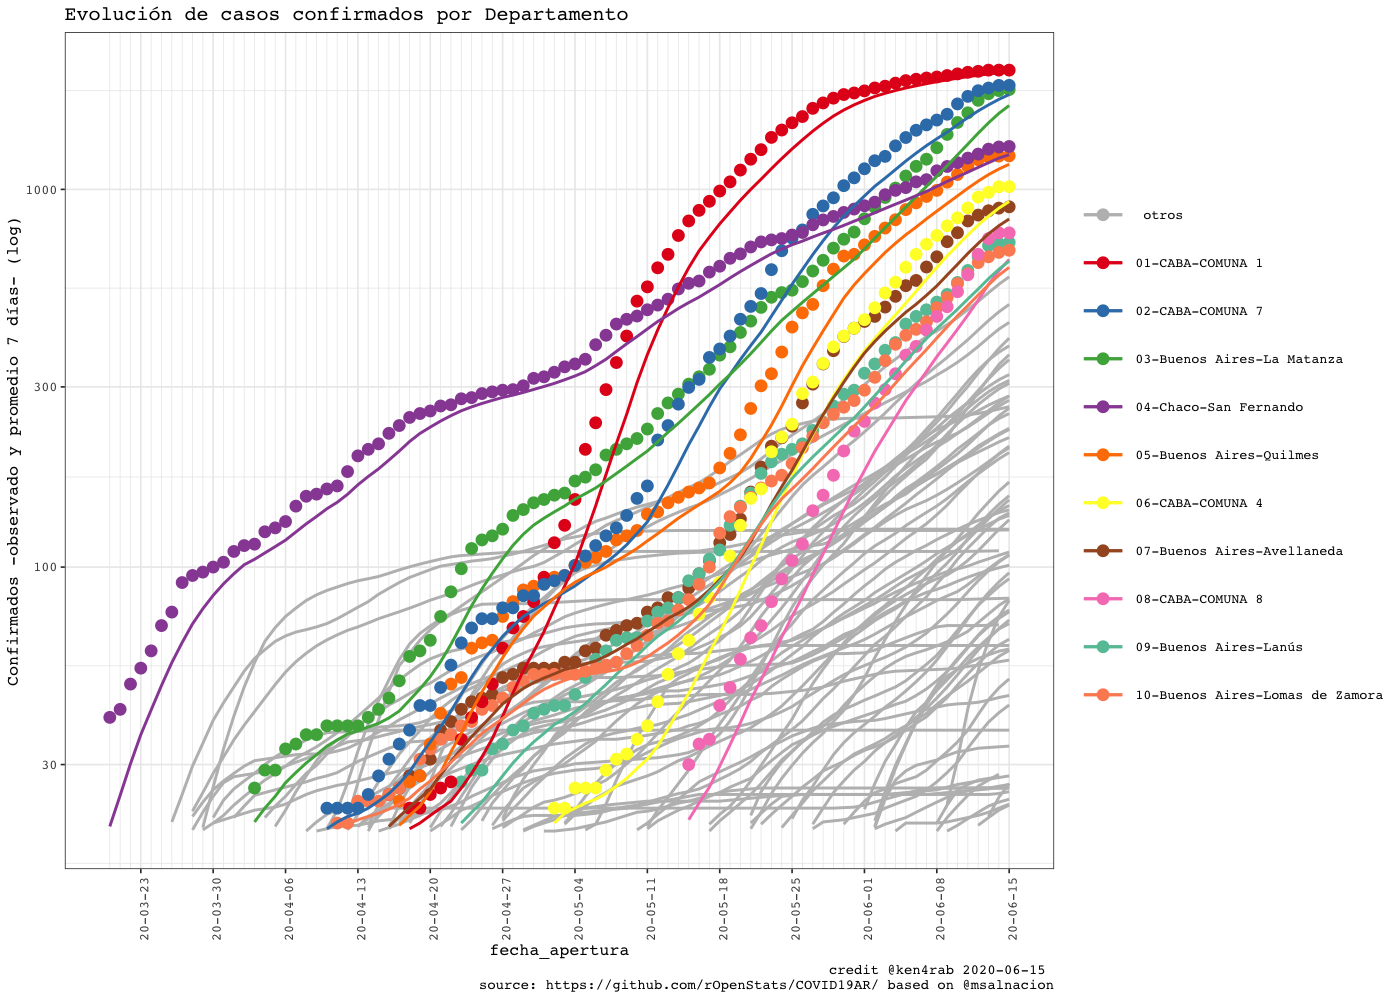 Evolución de casos confirmados por Departamento
Confirmados -observado y promedio 7 días- (log)
1000
300
100
30
20-03-23
20-03-30
20-04-06
20-04-13
20-04-20
20-04-27
20-05-04
20-05-11
20-05-18
20-05-25
20-06-01
20-06-08
20-06-15
fecha_apertura
otros
01-CABA-COMUNA 1
02-CABA-COMUNA 7
03-Buenos Aires-La Matanza
04-Chaco-San Fernando
05-Buenos Aires-Quilmes
06-CABA-COMUNA 4
07-Buenos Aires-Avellaneda
08-CABA-COMUNA 8
09-Buenos Aires-Lanús
10-Buenos Aires-Lomas de Zamora
credit @ken4rab 2020-06-15
source: https://github.com/rOpenStats/COVID19AR/ based on @msalnacion